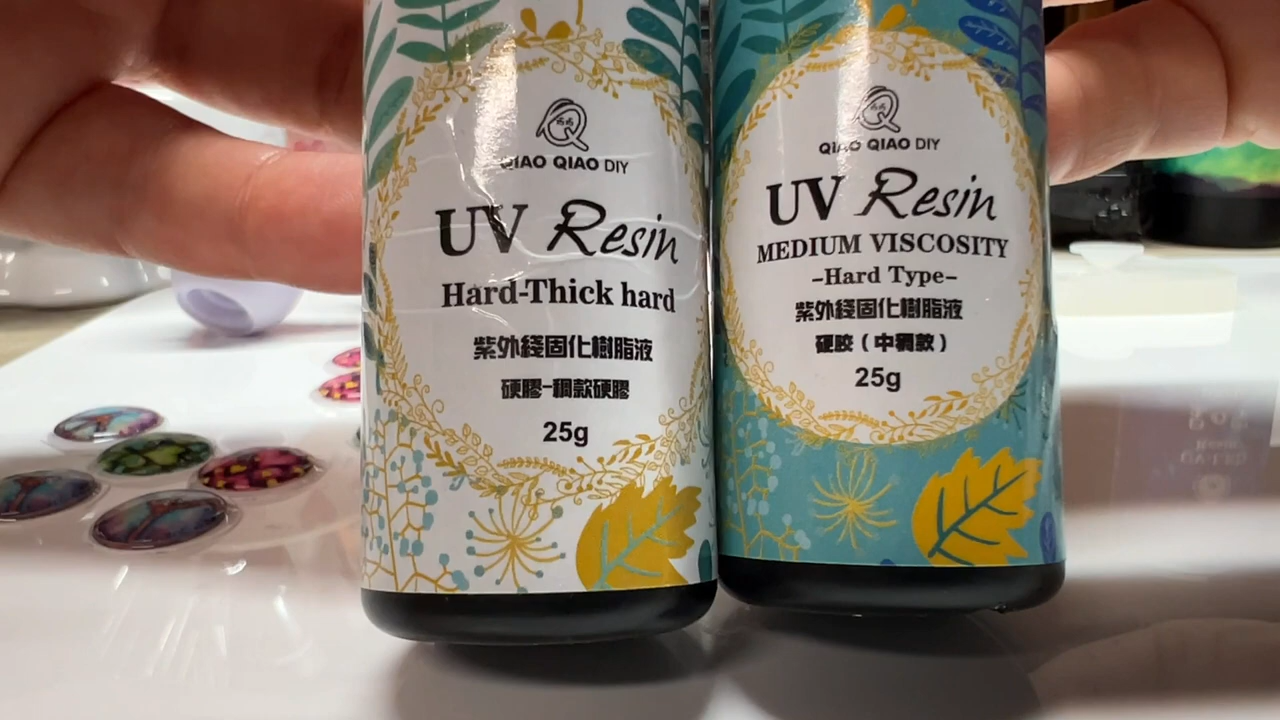 QIAO QIAO DIY
UV Resin
Hard-Thick hard
紫外綫固化樹脂液
硬膠-稠款硬膠
25g
QIAO QIAO DIY
UV Resin
MEDIUM VISCOSITY
-Hard Type-
紫外綫固化樹脂液
硬胶(中稠款)
25g